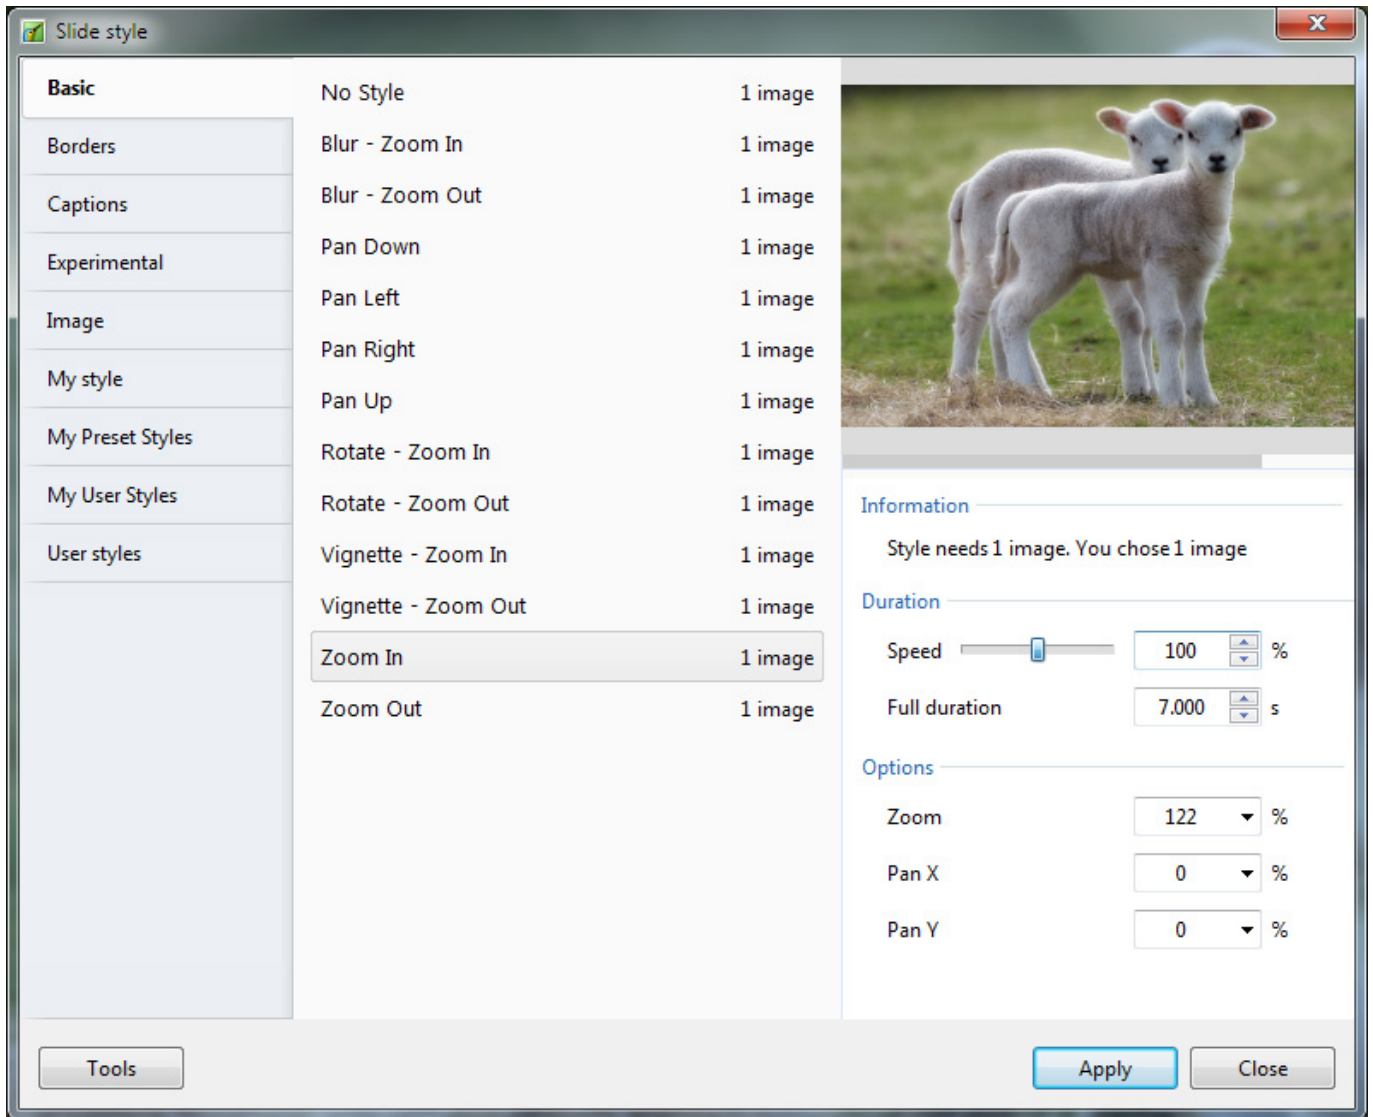 Slide style
Basic
Borders
Captions
Experimental
Image
My style
My Preset Styles
My User Styles
User styles
No Style 1 image
Blur - Zoom In 1 image
Blur - Zoom Out 1 image
Pan Down 1 image
Pan Left 1 image
Pan Right 1 image
Pan Up 1 image
Rotate - Zoom In 1 image
Rotate - Zoom Out 1 image
Vignette - Zoom In 1 image
Vignette - Zoom Out 1 image
Zoom In 1 image
Zoom Out 1 image
Information
Style needs 1 image. You chose 1 image
Duration
Speed 100 %
Full duration 7.000 s
Options
Zoom 122 %
Pan X 0 %
Pan Y 0 %
Tools
Apply
Close